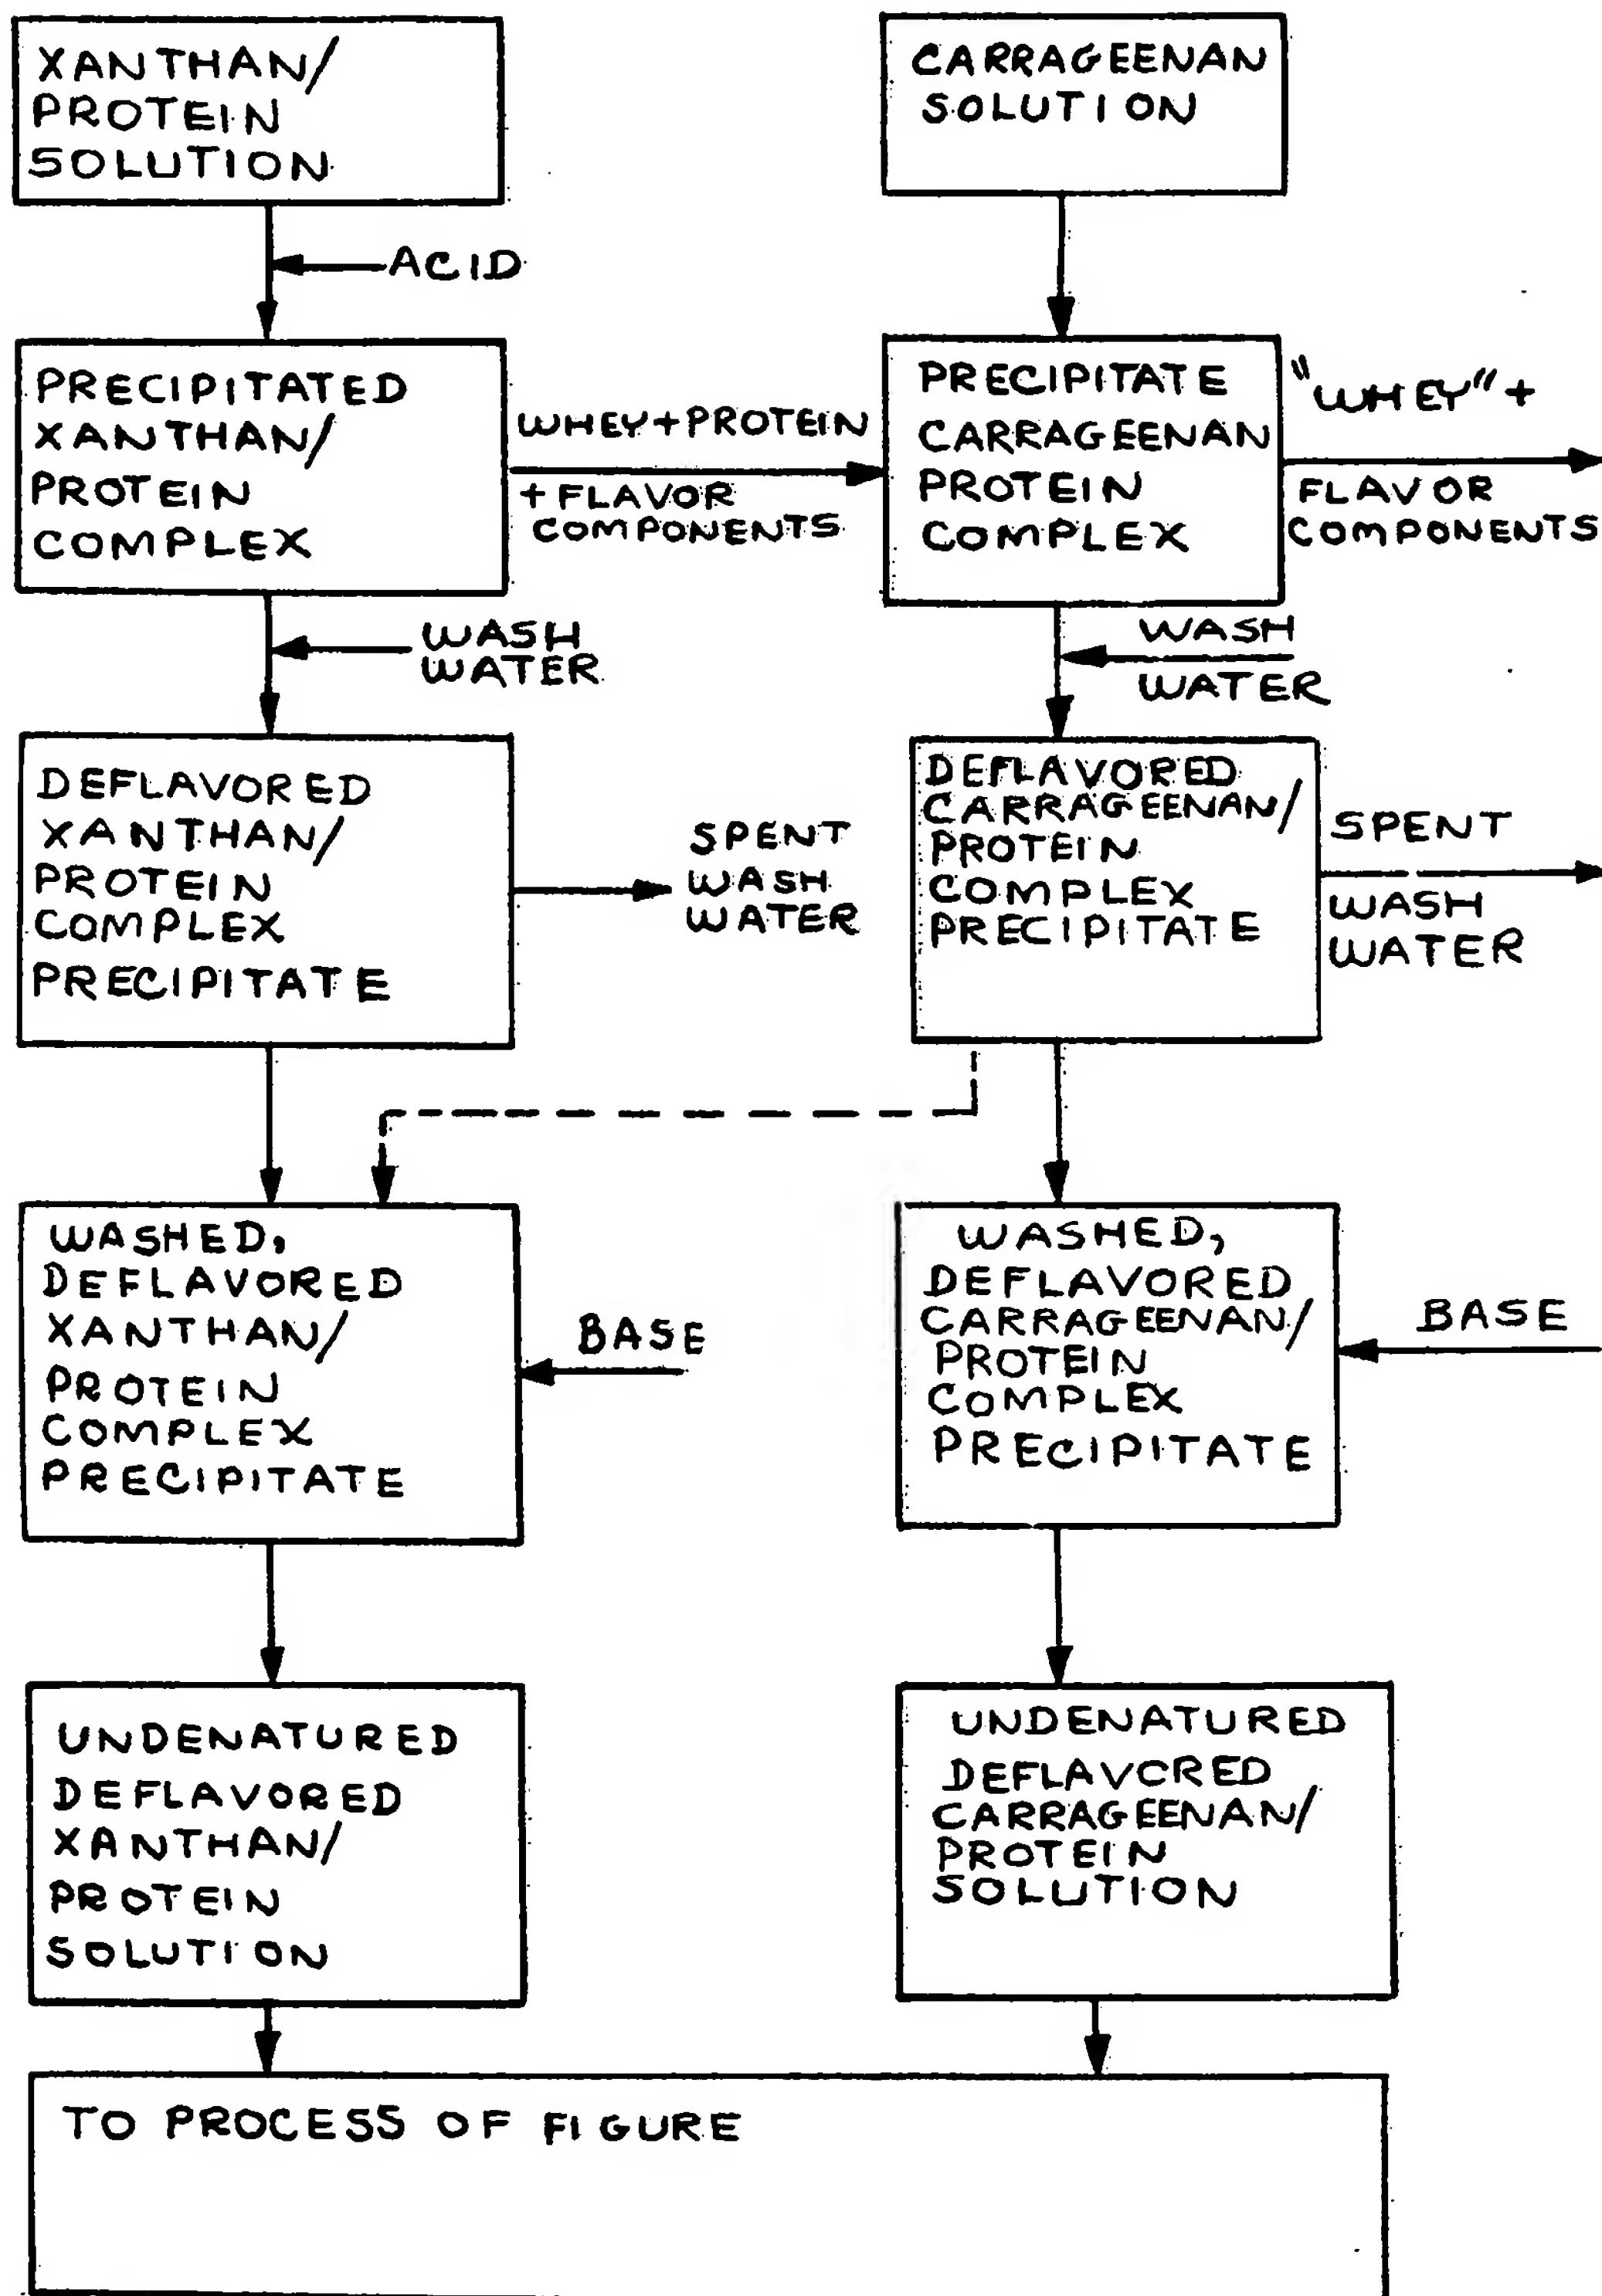 XANTHAN/
PROTEIN
SOLUTION
CARRAGEENAN
SOLUTION
ACID
PRECIPITATED
XANTHAN/
PROTEIN
COMPLEX
WHEY+PROTEIN
+FLAVOR
COMPONENTS
PRECIPITATE
CARRAGEENAN
PROTEIN
COMPLEX
"WHEY" +
FLAVOR
COMPONENTS
WASH
WATER
WASH
WATER
DEFLAVORED
XANTHAN/
PROTEIN
COMPLEX
PRECIPITATE
SPENT
WASH
WATER
DEFLAVORED
CARRAGEENAN/
PROTEIN
COMPLEX
PRECIPITATE
SPENT
WASH
WATER
WASHED,
DEFLAVORED
XANTHAN/
PROTEIN
COMPLEX
PRECIPITATE
BASE
WASHED,
DEFLAVORED
CARRAGEENAN/
PROTEIN
COMPLEX
PRECIPITATE
BASE
UNDENATURED
DEFLAVORED
XANTHAN/
PROTEIN
SOLUTION
UNDENATURED
DEFLAVCRED
CARRAGEENAN/
PROTEIN
SOLUTION
TO PROCESS OF FIGURE